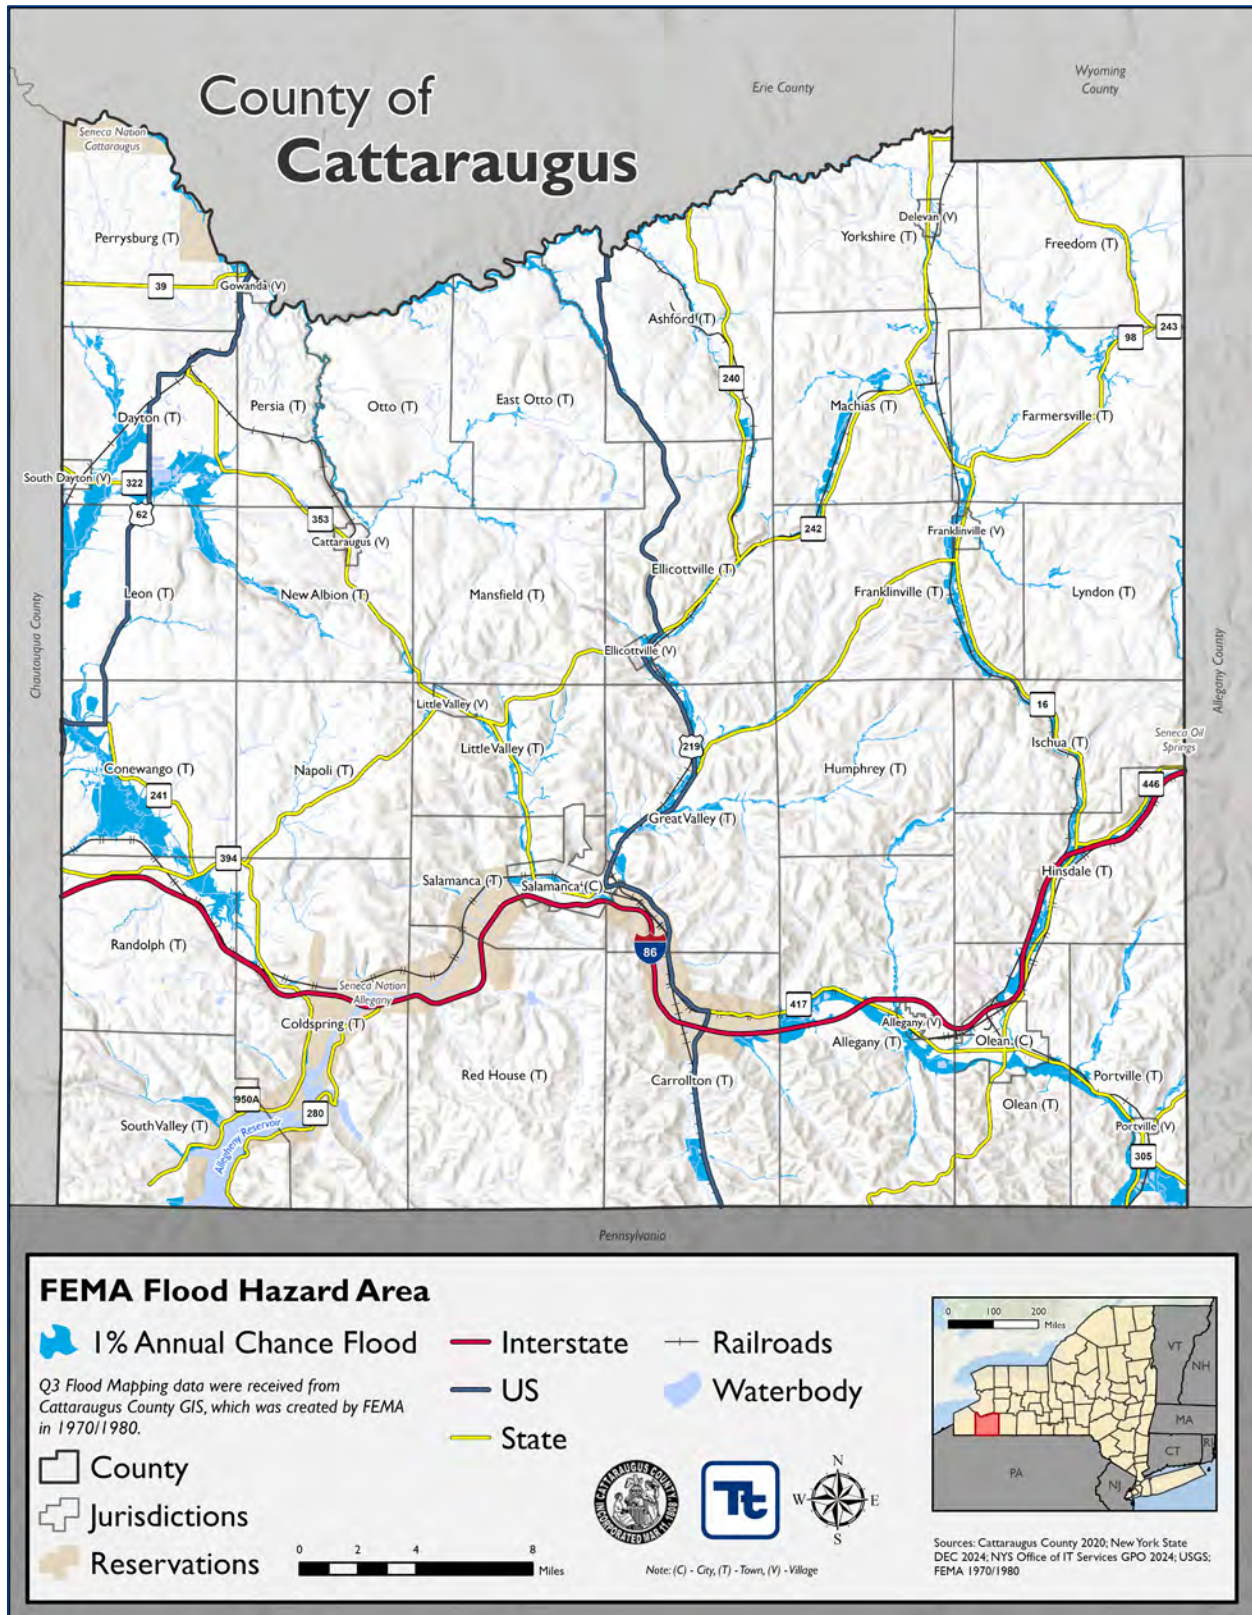 County of
Cattaraugus
Erie County
Wyoming
County
Seneca Nation
Cattaraugus
Perrysburg (T)
Delevan (V)
Yorkshire (T)
Freedom (T)
39
Gowanda (V)
Ashford (T)
98
243
240
Persia (T)
Otto (T)
East Otto (T)
Machias (T)
Dayton (T)
Farmersville (T)
South Dayton (V)
322
62
353
242
Franklinville (V)
Cattaraugus (V)
Ellicottville (T)
Leon (T)
New Albion (T)
Mansfield (T)
Franklinville (T)
Lyndon (T)
Chautauqua County
Allegany County
Ellicottville (V)
Little Valley (V)
16
219
Little Valley (T)
Ischua (T)
Seneca Oil
Springs
Conewango (T)
Napoli (T)
Humphrey (T)
446
241
Great Valley (T)
394
Salamanca (T)
Salamanca (C)
Hinsdale (T)
Randolph (T)
86
Seneca Nation
Allegany
417
Coldspring (T)
Allegany (V)
Allegany (T)
Olean (C)
Red House (T)
Carrollton (T)
Portville (T)
950A
280
Olean (T)
South Valley (T)
Allegheny Reservoir
Portville (V)
305
Pennsylvania
FEMA Flood Hazard Area
1% Annual Chance Flood
Q3 Flood Mapping data were received from
Cattaraugus County GIS, which was created by FEMA
in 1970/1980.
County
Jurisdictions
Reservations
Interstate
US
State
Railroads
Waterbody
0 2 4 8
Miles
CATTARAUGUS COUNTY,
INCORPORATED MAR 11, 1808
Tt
N
W E
S
Note: (C) - City, (T) - Town, (V) - Village
0 100 200
Miles
VT
NH
MA
CT
RI
PA
NJ
Sources: Cattaraugus County 2020; New York State
DEC 2024; NYS Office of IT Services GPO 2024; USGS;
FEMA 1970/1980